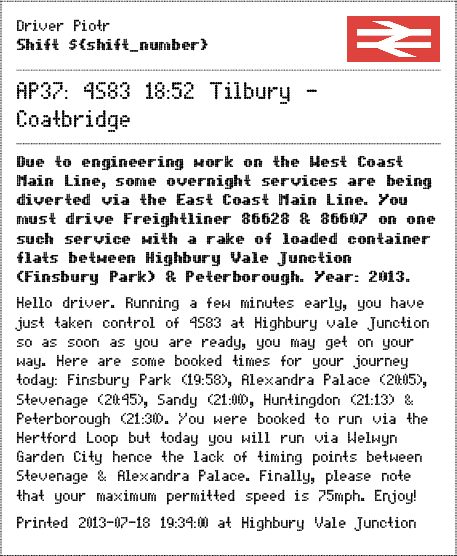 Driver Piotr
Shift ${shift_number}
AP37: 4S83 18:52 Tilbury -
Coatbridge
Due to engineering work on the West Coast
Main Line, some overnight services are being
diverted via the East Coast Main Line. You
must drive Freightliner 86628 & 86607 on one
such service with a rake of loaded container
flats between Highbury Vale Junction
(Finsbury Park) & Peterborough. Year: 2013.
Hello driver. Running a few minutes early, you have
just taken control of 4S83 at Highbury vale Junction
so as soon as you are ready, you may get on your
way. Here are some booked times for your journey
today: Finsbury Park (19:58), Alexandra Palace (20:05),
Stevenage (20:45), Sandy (21:00), Huntingdon (21:13) &
Peterborough (21:30). You were booked to run via the
Hertford Loop but today you will run via Welwyn
Garden City hence the lack of timing points between
Stevenage & Alexandra Palace. Finally, please note
that your maximum permitted speed is 75mph. Enjoy!
Printed 2013-07-18 19:34:00 at Highbury Vale Junction